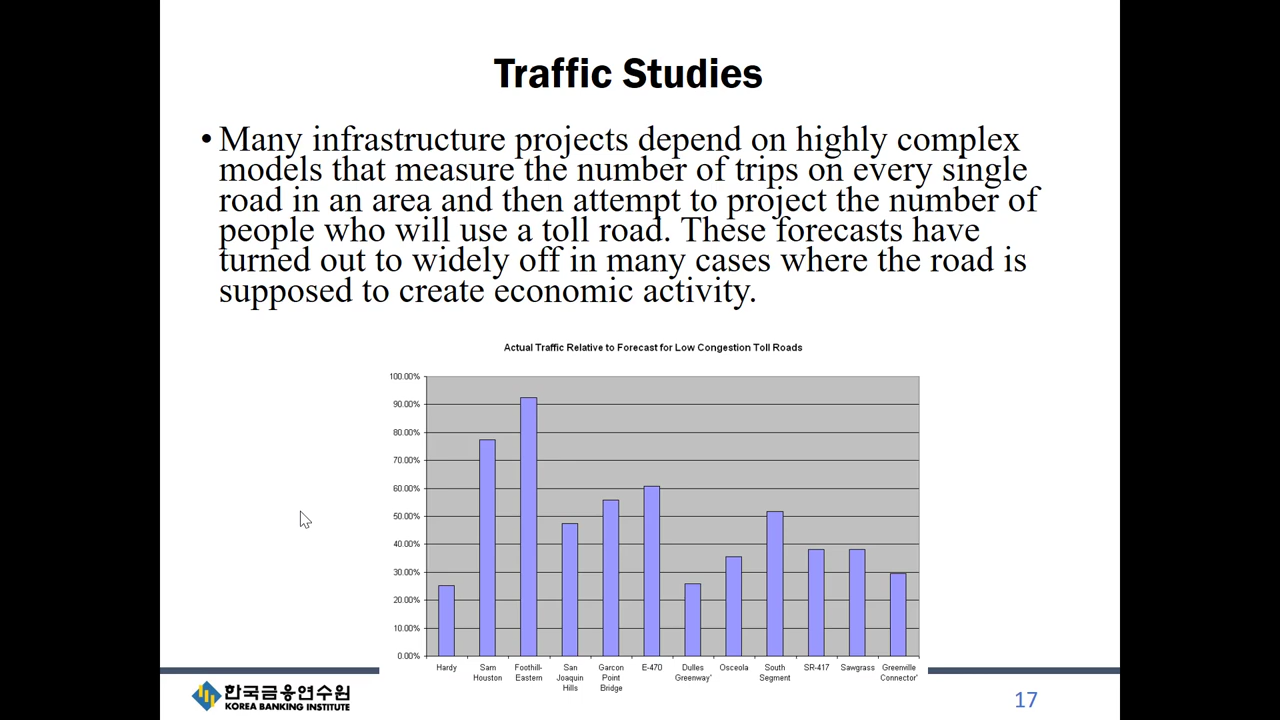 Traffic Studies
• Many infrastructure projects depend on highly complex
models that measure the number of trips on every single
road in an area and then attempt to project the number of
people who will use a toll road. These forecasts have
turned out to widely off in many cases where the road is
supposed to create economic activity.
Actual Traffic Relative to Forecast for Low Congestion Toll Roads
100.00%
90.00%
80.00%
70.00%
60.00%
50.00%
40.00%
30.00%
20.00%
10.00%
0.00%
Hardy
Sam
Houston
Foothill-
Eastern
San
Joaquin
Hills
Garcon
Point
Bridge
E-470
Dulles
Greenway'
Osceola
South
Segment
SR-417
Sawgrass
Greenville
Connector'
한국금융연수원
KOREA BANKING INSTITUTE
17